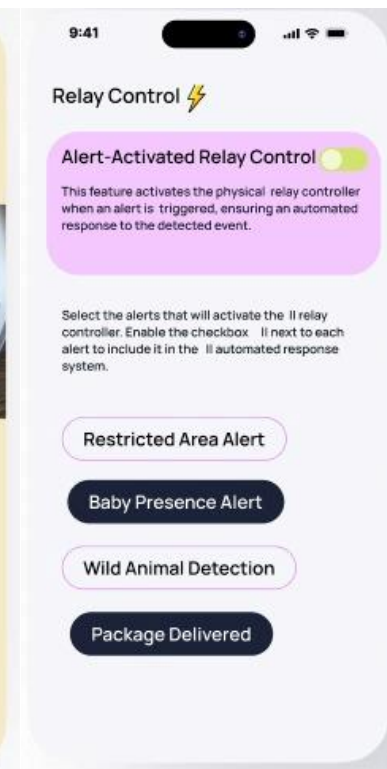 9:41
Relay Control ⚡
Alert-Activated Relay Control
This feature activates the physical relay controller
when an alert is triggered, ensuring an automated
response to the detected event.
Select the alerts that will activate the ll relay
controller. Enable the checkbox ll next to each
alert to include it in the ll automated response
system.
Restricted Area Alert
Baby Presence Alert
Wild Animal Detection
Package Delivered